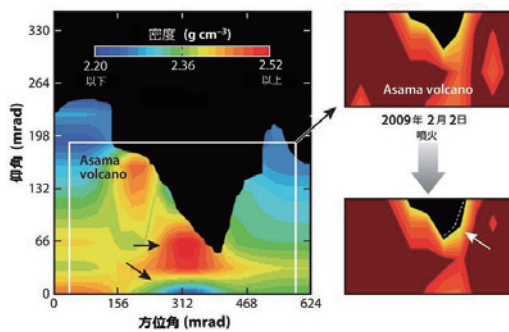 密度 (g cm⁻³)
2.20
以下
2.36
2.52
以上
仰角 (mrad)
330
264
198
132
66
0
Asama
volcano
0
156
312
468
624
方位角 (mrad)
Asama volcano
2009年 2月2日
噴火